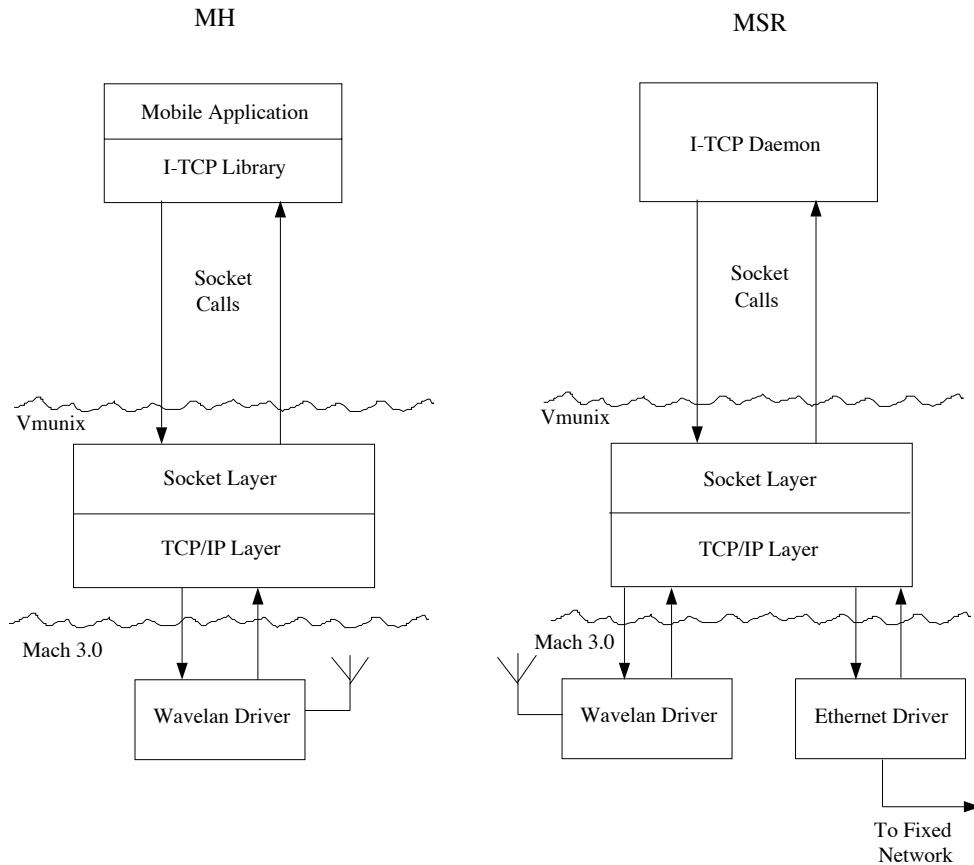 MH
Mobile Application
I-TCP Library
Socket
Calls
Vmunix
Socket Layer
TCP/IP Layer
Mach 3.0
Wavelan Driver
MSR
I-TCP Daemon
Socket
Calls
Vmunix
Socket Layer
TCP/IP Layer
Mach 3.0
Wavelan Driver
Ethernet Driver
To Fixed
Network